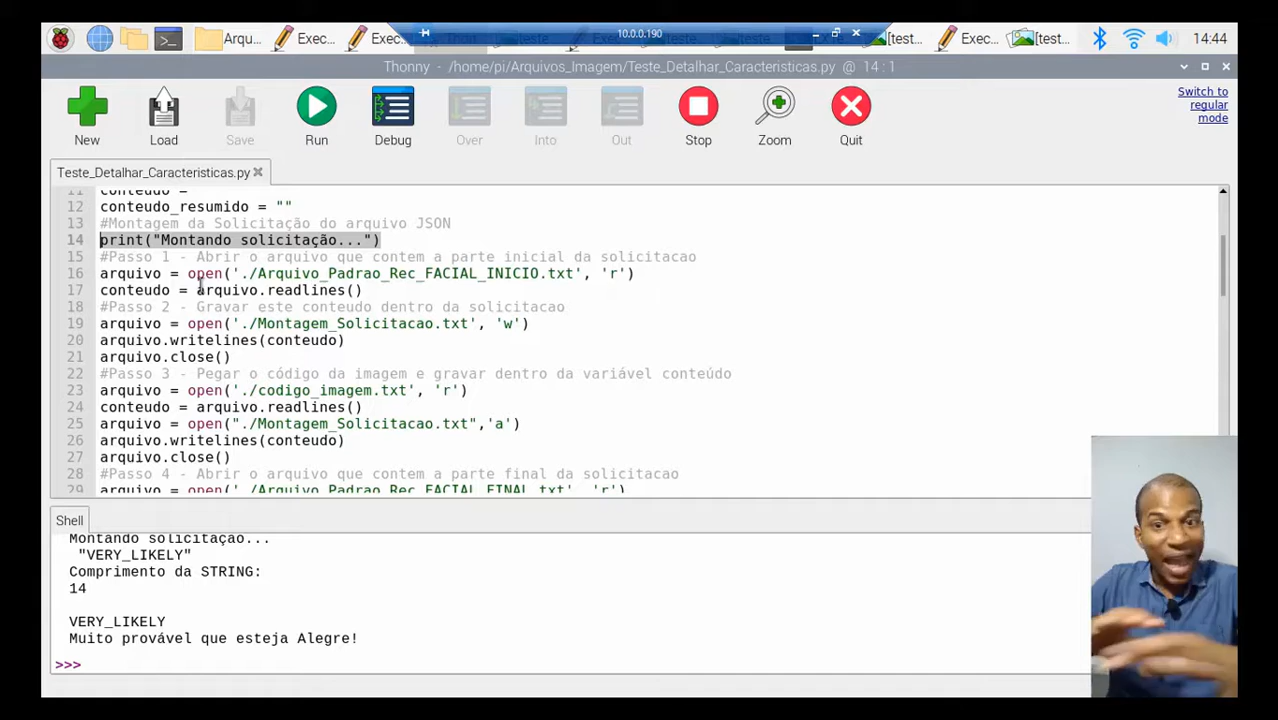 10.0.0.190
Arqu...
Exec...
Exec...
Exec...
[test...
[test...
14:44
Thonny - /home/pi/Arquivos_Imagem/Teste_Detalhar_Caracteristicas.py @ 14 : 1
New
Load
Save
Run
Debug
Over
Into
Out
Stop
Zoom
Quit
Switch to
regular
mode
Teste_Detalhar_Caracteristicas.py
11 conteudo =
12 conteudo_resumido = ""
13 #Montagem da Solicitação do arquivo JSON
14 print("Montando solicitação...")
15 #Passo 1 - Abrir o arquivo que contem a parte inicial da solicitacao
16 arquivo = open('./Arquivo_Padrao_Rec_FACIAL_INICIO.txt', 'r')
17 conteudo = arquivo.readlines()
18 #Passo 2 - Gravar este conteudo dentro da solicitacao
19 arquivo = open('./Montagem_Solicitacao.txt', 'w')
20 arquivo.writelines(conteudo)
21 arquivo.close()
22 #Passo 3 - Pegar o código da imagem e gravar dentro da variável conteúdo
23 arquivo = open('./codigo_imagem.txt', 'r')
24 conteudo = arquivo.readlines()
25 arquivo = open("./Montagem_Solicitacao.txt",'a')
26 arquivo.writelines(conteudo)
27 arquivo.close()
28 #Passo 4 - Abrir o arquivo que contem a parte final da solicitacao
29 arquivo = open('./Arquivo_Padrao_Rec_FACIAL_FINAL.txt', 'r')
Shell
Montando solicitação...
"VERY_LIKELY"
Comprimento da STRING:
14
VERY_LIKELY
Muito provável que esteja Alegre!
>>>